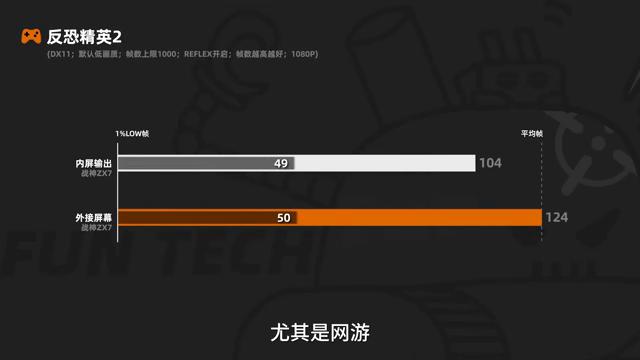 反恐精英2
{DX11；默认低画质；帧数上限1000；REFLEX开启；帧数越高越好；1080P}
1%LOW帧
平均帧
内屏输出
战神ZX7
49
104
外接屏幕
战神ZX7
50
124
FUN TECH
尤其是网游